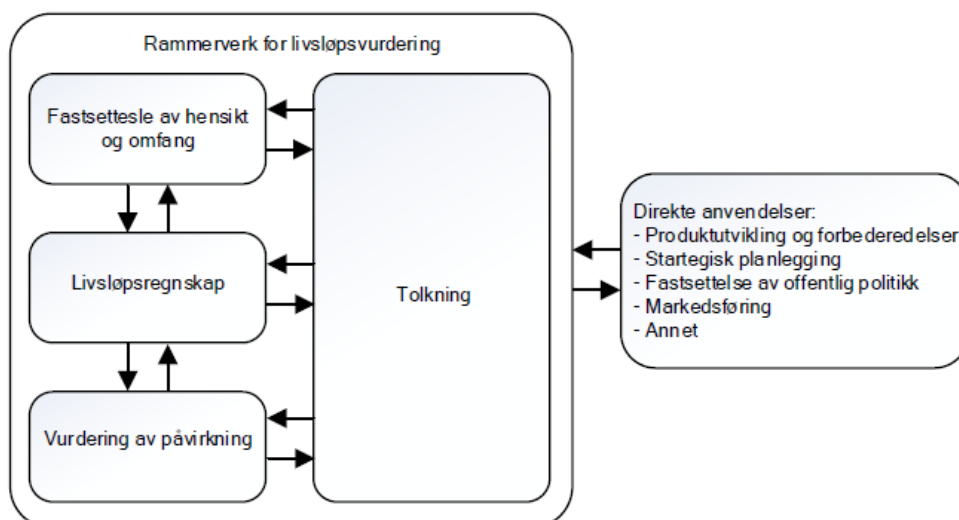 Rammerverk for livsløpsvurdering
Fastsettesle av hensikt
og omfang
Livsløpsregnskap
Vurdering av påvirkning
Tolkning
Direkte anvendelser:
- Produktutvikling og forbederedelser
- Startegisk planlegging
- Fastsettelse av offentlig politikk
- Markedsføring
- Annet